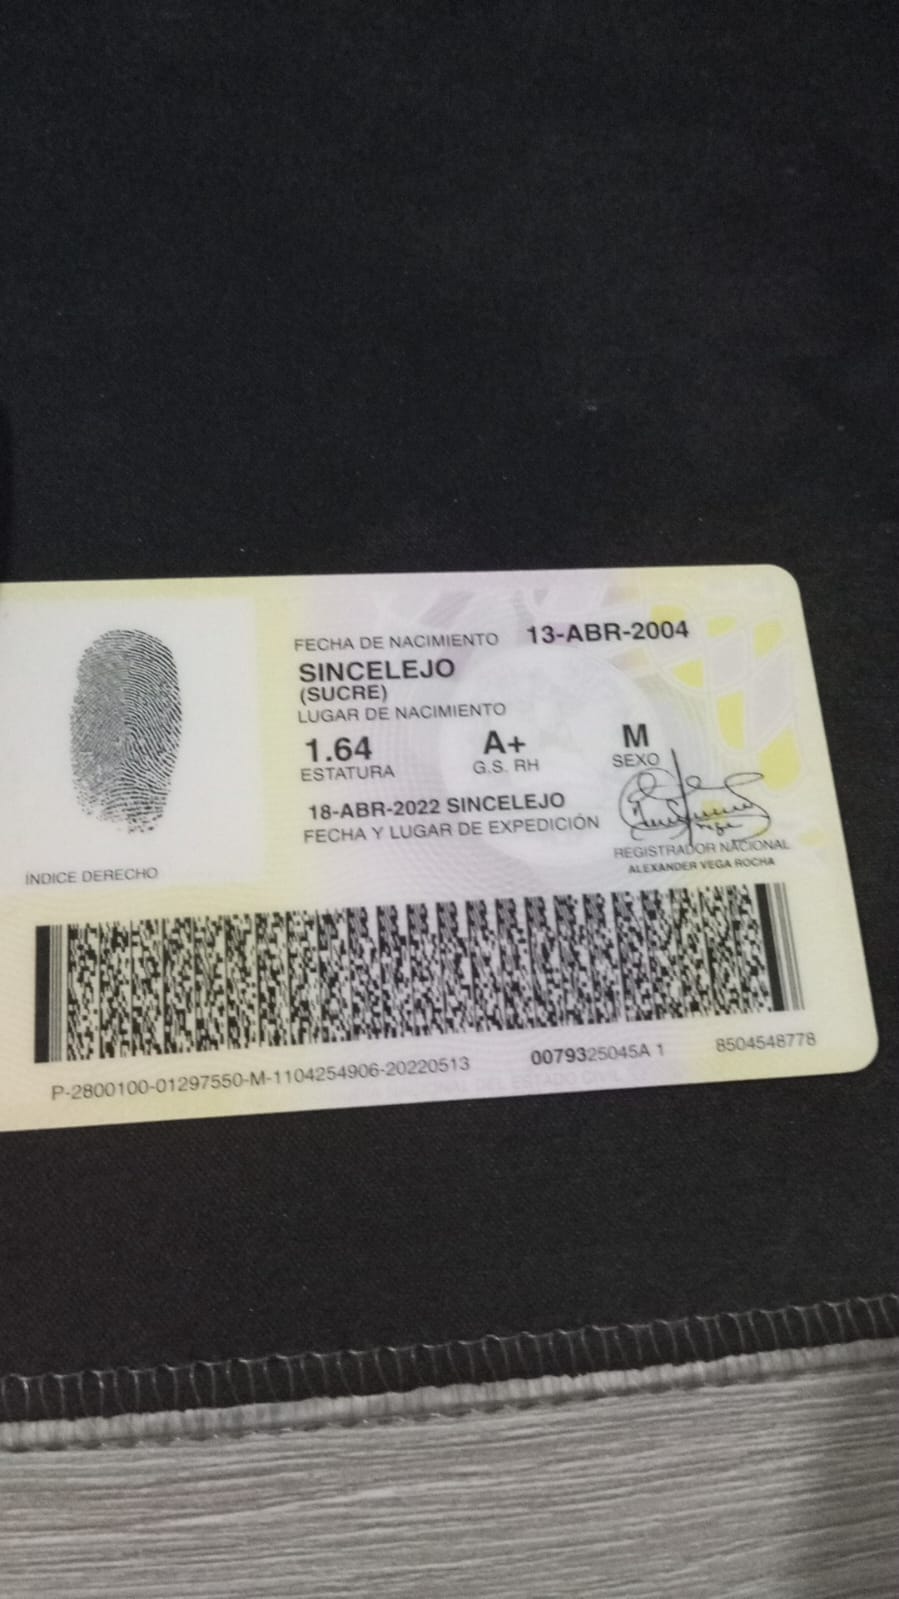 FECHA DE NACIMIENTO 13-ABR-2004
SINCELEJO
(SUCRE)
LUGAR DE NACIMIENTO
1.64 A+ M
ESTATURA G.S. RH SEXO
18-ABR-2022 SINCELEJO
FECHA Y LUGAR DE EXPEDICIÓN
REGISTRADOR NACIONAL
ALEXANDER VEGA ROCHA
INDICE DERECHO
P-2800100-01297550-M-1104254906-20220513 0079325045A 1 8504548778